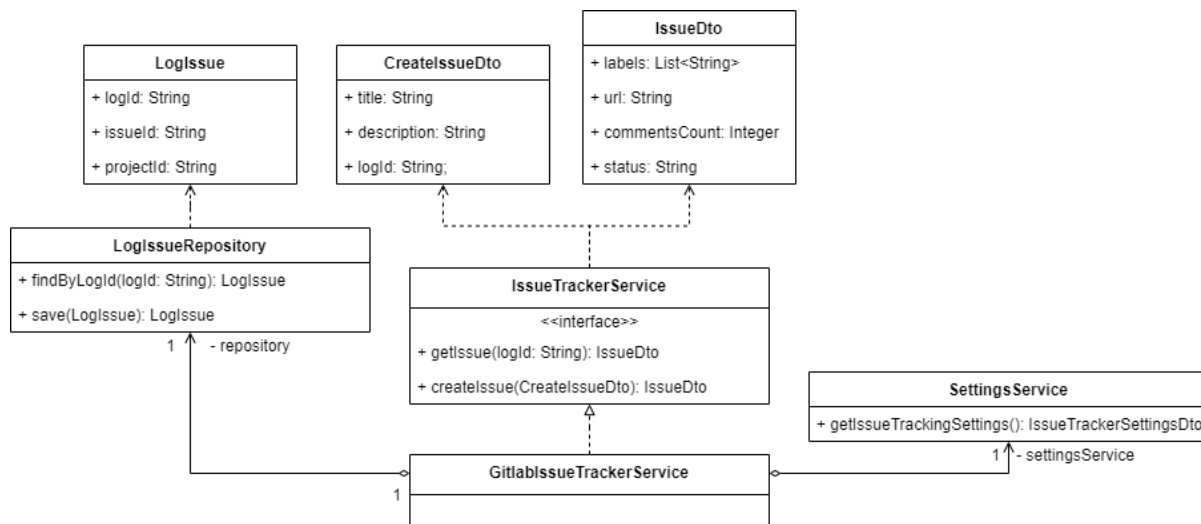 LogIssue
+ logId: String
+ issueId: String
+ projectId: String
CreateIssueDto
+ title: String
+ description: String
+ logId: String;
IssueDto
+ labels: List<String>
+ url: String
+ commentsCount: Integer
+ status: String
LogIssueRepository
+ findByLogId(logId: String): LogIssue
+ save(LogIssue): LogIssue
1
- repository
IssueTrackerService
<<interface>>
+ getIssue(logId: String): IssueDto
+ createIssue(CreateIssueDto): IssueDto
SettingsService
+ getIssueTrackingSettings(): IssueTrackerSettingsDto
1
- settingsService
GitlabIssueTrackerService
1